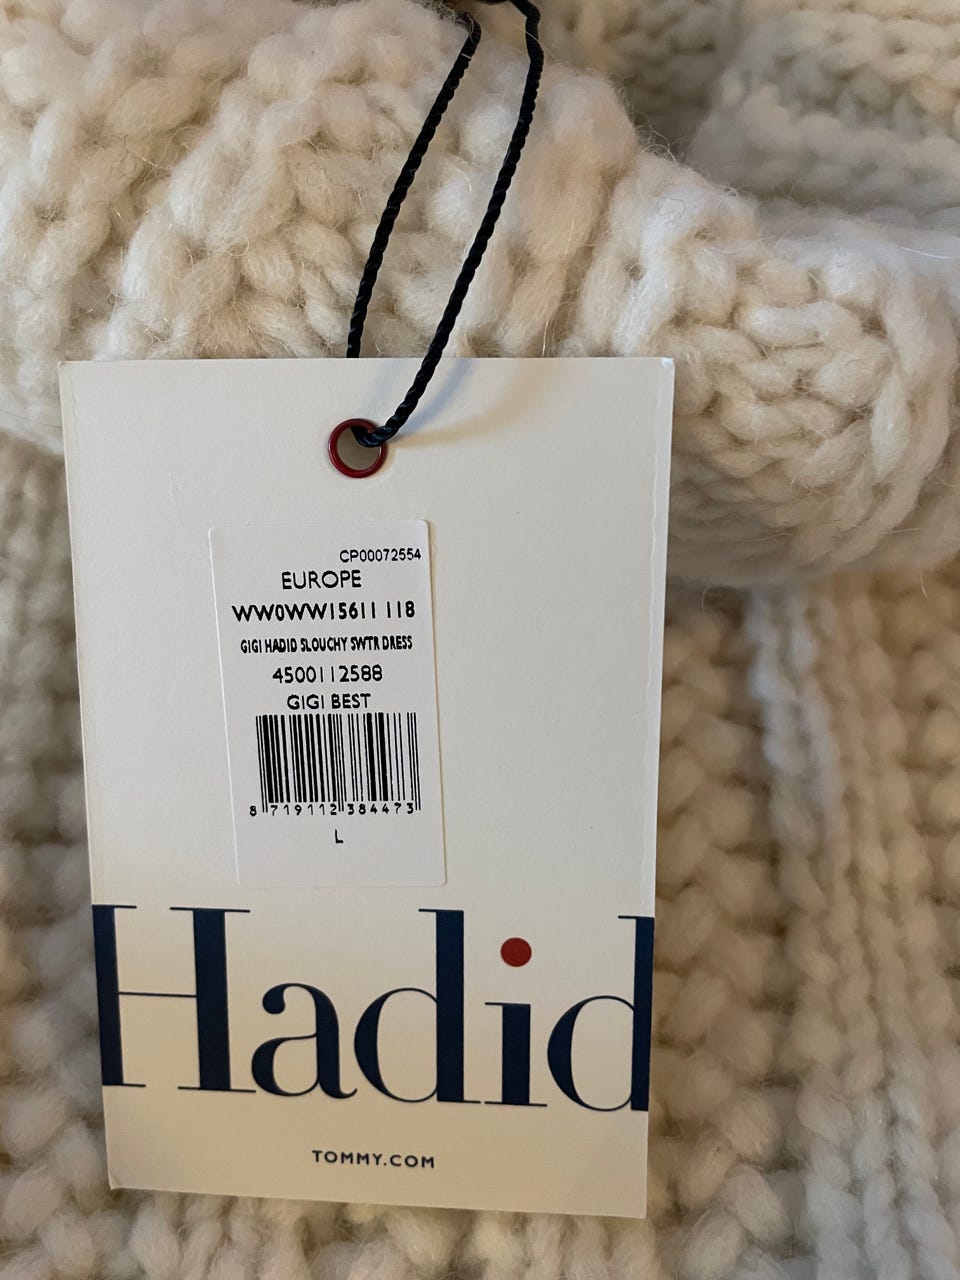 CP00072554
EUROPE
WW0WW15611 118
GIGI HADID SLOUCHY SWTR DRESS
4500112588
GIGI BEST
8 719112 384473
L
Hadid
TOMMY.COM